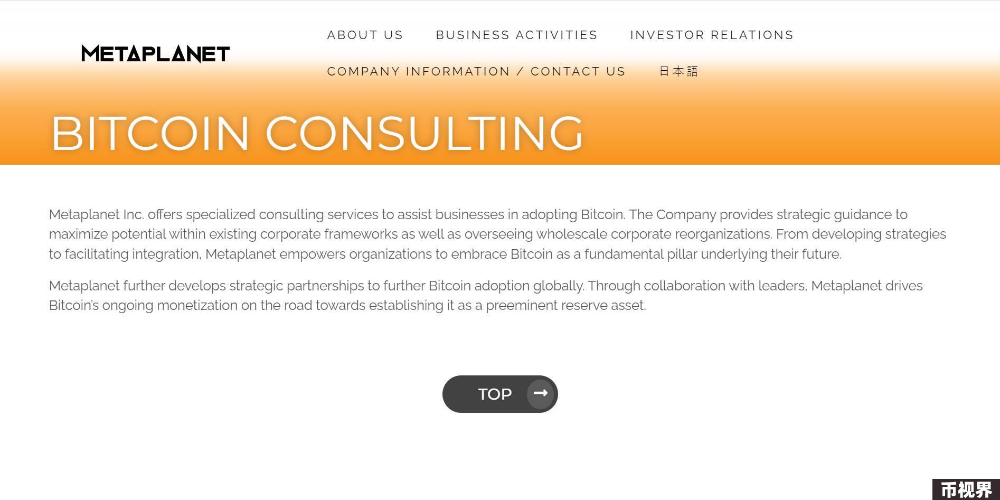 METAPLANET
ABOUT US
BUSINESS ACTIVITIES
INVESTOR RELATIONS
COMPANY INFORMATION / CONTACT US
日本語
BITCOIN CONSULTING
Metaplanet Inc. offers specialized consulting services to assist businesses in adopting Bitcoin. The Company provides strategic guidance to
maximize potential within existing corporate frameworks as well as overseeing wholescale corporate reorganizations. From developing strategies
to facilitating integration, Metaplanet empowers organizations to embrace Bitcoin as a fundamental pillar underlying their future.
Metaplanet further develops strategic partnerships to further Bitcoin adoption globally. Through collaboration with leaders, Metaplanet drives
Bitcoin’s ongoing monetization on the road towards establishing it as a preeminent reserve asset.
TOP
币视界